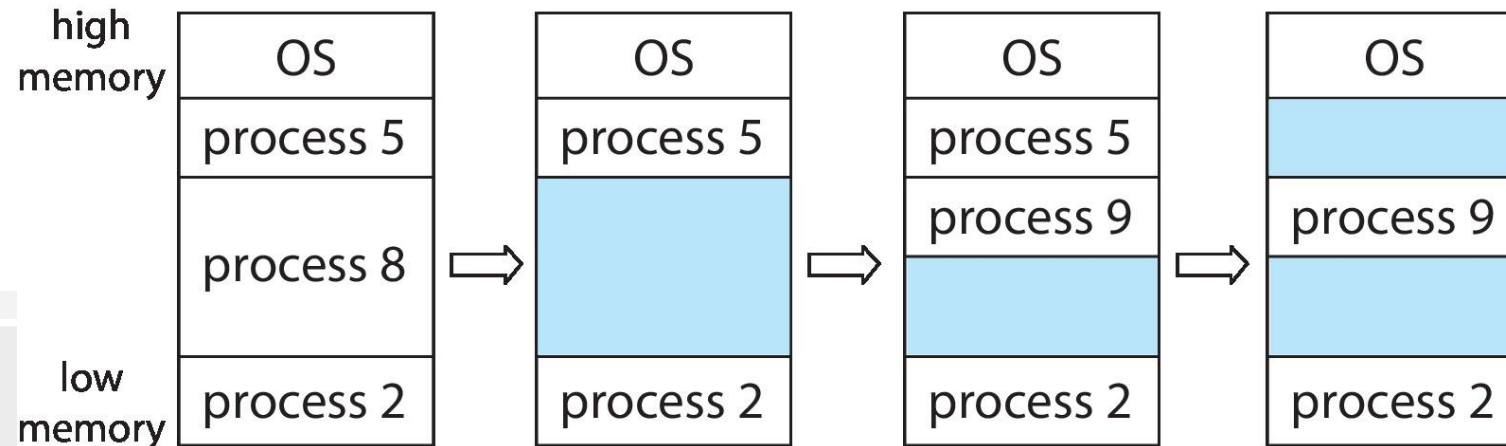 high
memory
OS
process 5
process 8
low
memory
process 2
OS
process 5
process 2
OS
process 5
process 9
process 2
OS
process 9
process 2